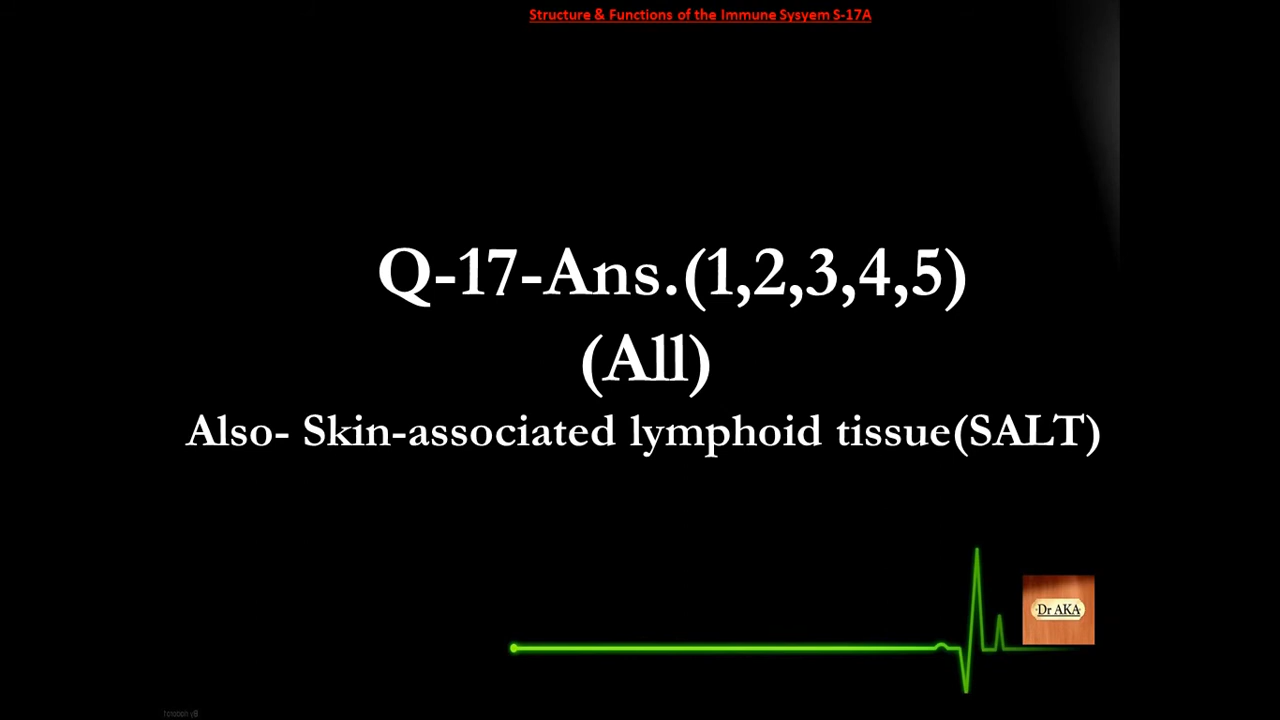 Structure & Functions of the Immune Sysyem S-17A
Q-17-Ans.(1,2,3,4,5)
(All)
Also- Skin-associated lymphoid tissue(SALT)
Dr AKA